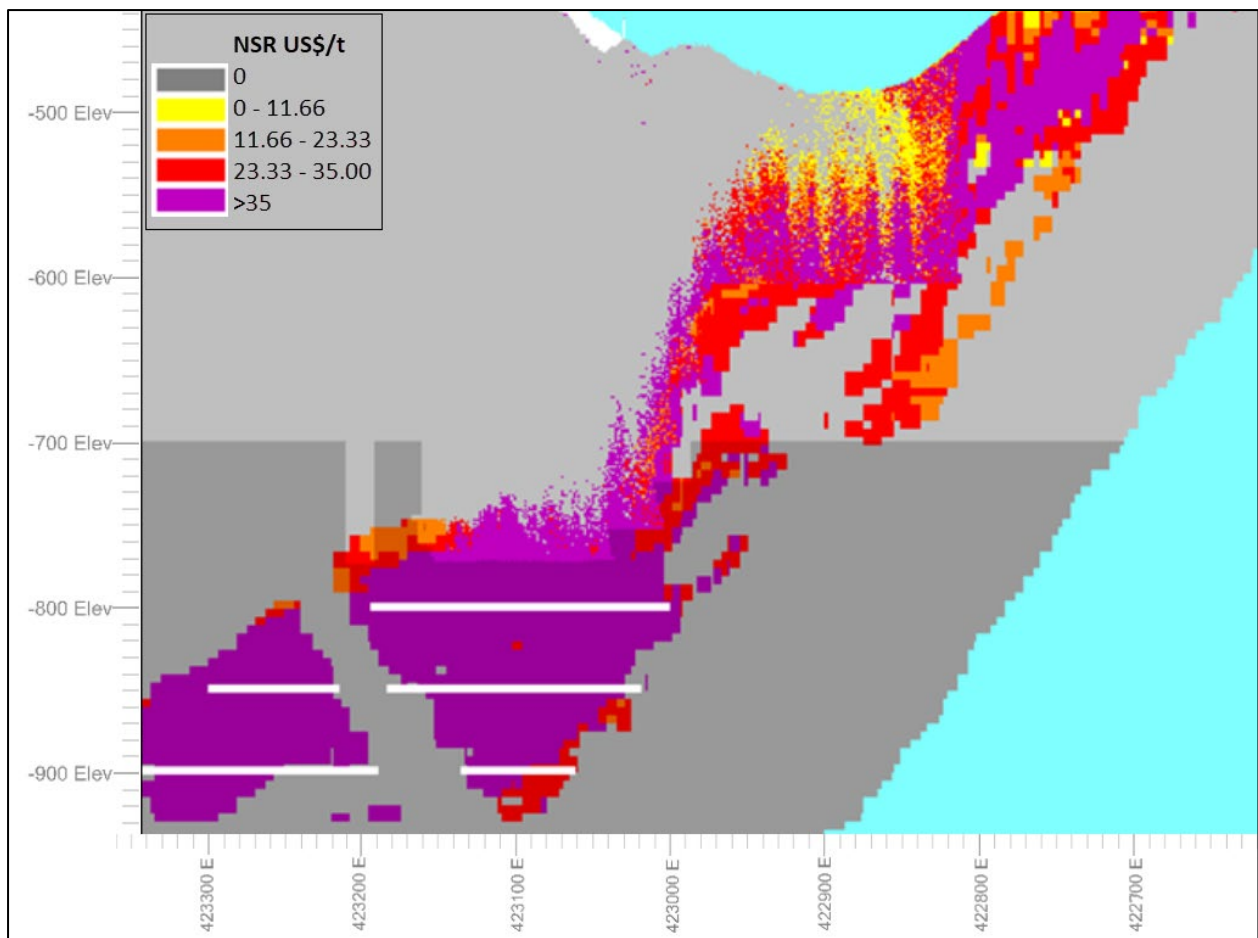 NSR US$/t
0
0 - 11.66
11.66 - 23.33
23.33 - 35.00
>35
-500 Elev
-600 Elev
-700 Elev
-800 Elev
-900 Elev
423300 E
423200 E
423100 E
423000 E
422900 E
422800 E
422700 E